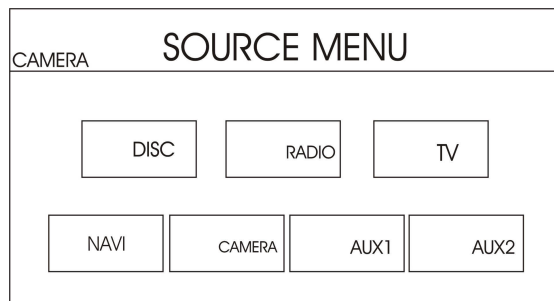 SOURCE MENU
CAMERA
DISC RADIO TV
NAVI CAMERA AUX1 AUX2